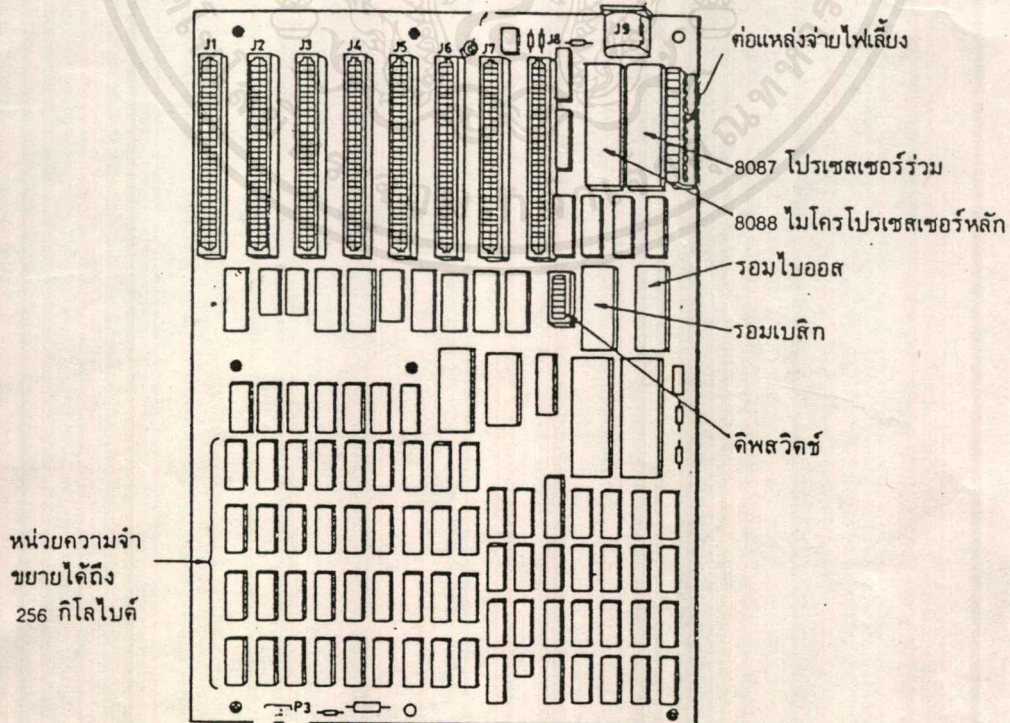 J1 J2 J3 J4 J5 J6 J7 J8 J9
ต่อแหล่งจ่ายไฟเลี้ยง
8087 โปรเซสเซอร์ร่วม
8088 ไมโครโปรเซสเซอร์หลัก
รอมไบออส
รอมเบสิก
ดิพสวิตช์
หน่วยความจำ
ขยายได้ถึง
256 กิโลไบต์
P3